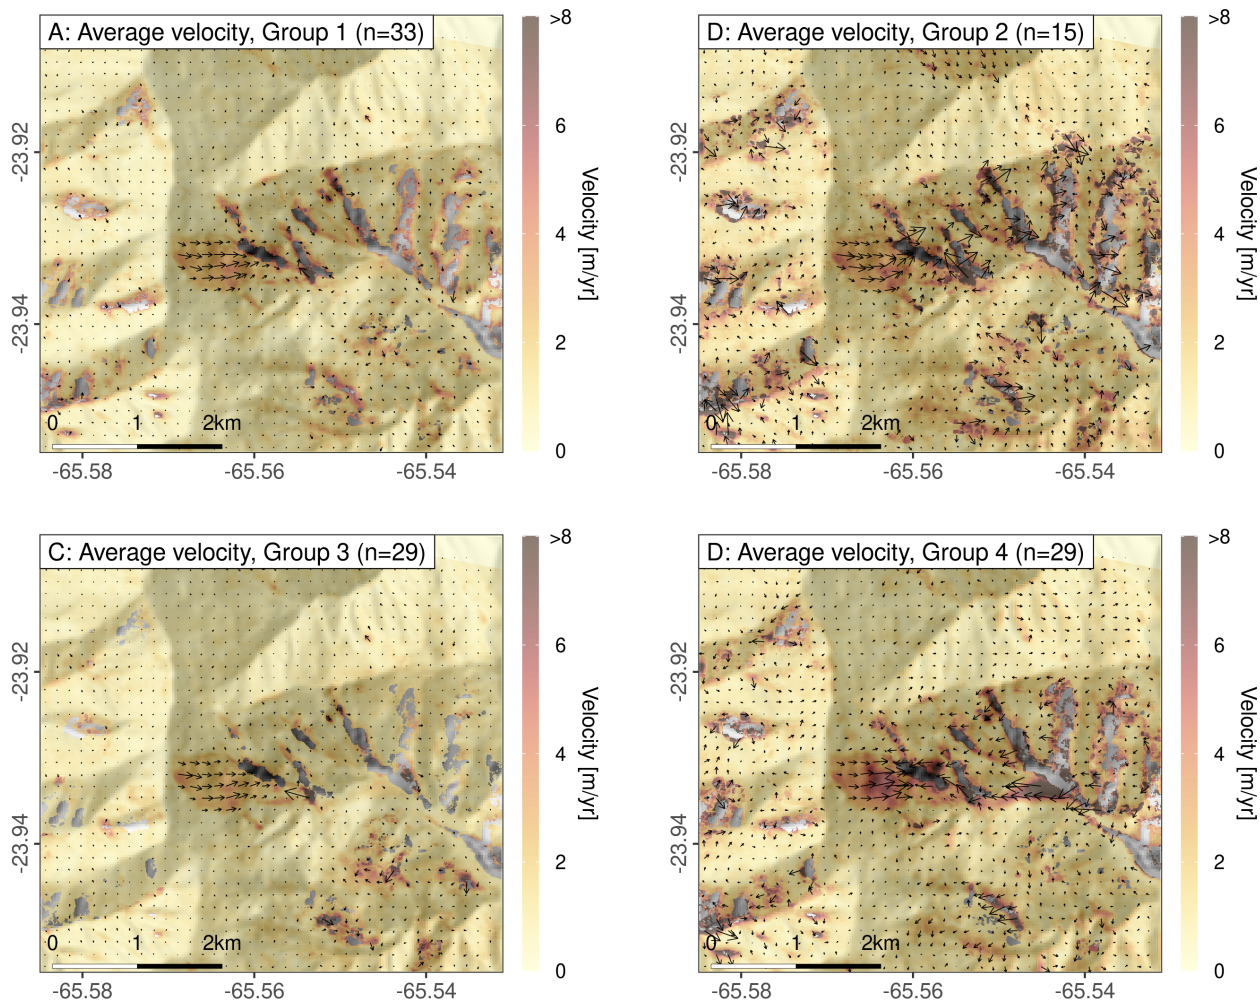 A: Average velocity, Group 1 (n=33)
-23.92
-23.94
0 1 2km
-65.58 -65.56 -65.54
>8
6
4
2
0
Velocity [m/yr]
D: Average velocity, Group 2 (n=15)
-23.92
-23.94
0 1 2km
-65.58 -65.56 -65.54
>8
6
4
2
0
Velocity [m/yr]
C: Average velocity, Group 3 (n=29)
-23.92
-23.94
0 1 2km
-65.58 -65.56 -65.54
>8
6
4
2
0
Velocity [m/yr]
D: Average velocity, Group 4 (n=29)
-23.92
-23.94
0 1 2km
-65.58 -65.56 -65.54
>8
6
4
2
0
Velocity [m/yr]